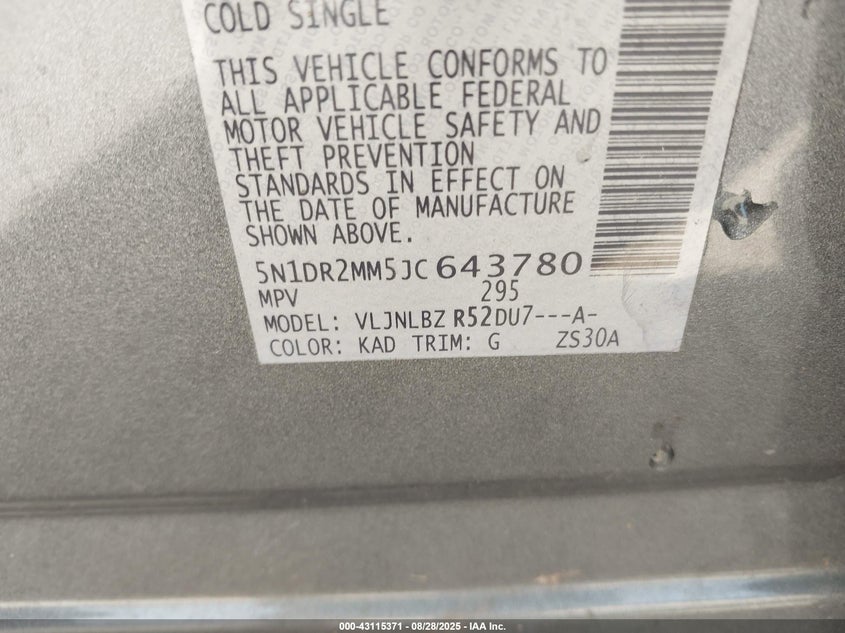 COLD SINGLE
THIS VEHICLE CONFORMS TO
ALL APPLICABLE FEDERAL
MOTOR VEHICLE SAFETY AND
THEFT PREVENTION
STANDARDS IN EFFECT ON
THE DATE OF MANUFACTURE
SHOWN ABOVE.
5N1DR2MM5JC643780
MPV 295
MODEL: VLJNLBZ R52DU7---A-
COLOR: KAD TRIM: G ZS30A
000-43115371 - 08/28/2025 - IAA Inc.